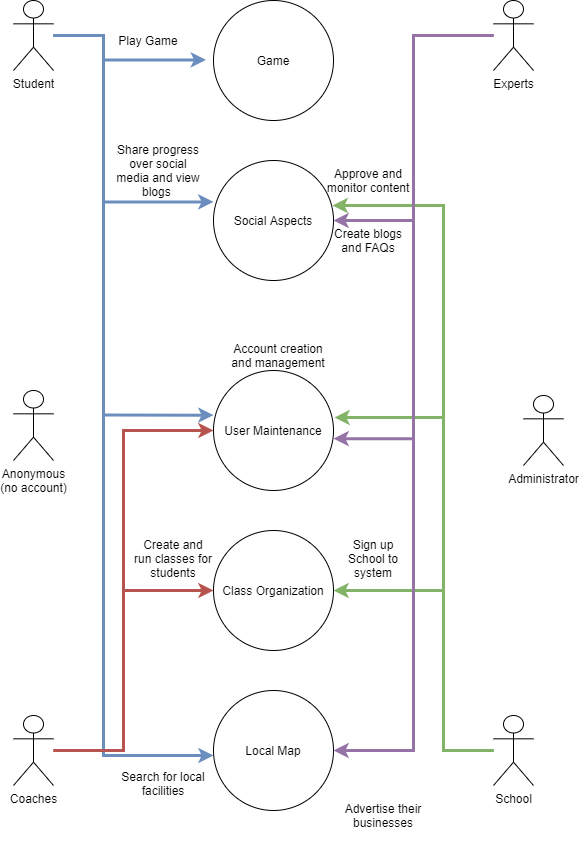 Play Game
Game
Student
Experts
Share progress
over social
media and view
blogs
Approve and
monitor content
Social Aspects
Create blogs
and FAQs
Account creation
and management
User Maintenance
Anonymous
(no account)
Administrator
Create and
run classes for
students
Sign up
School to
system
Class Organization
Local Map
Search for local
facilities
Coaches
School
Advertise their
businesses